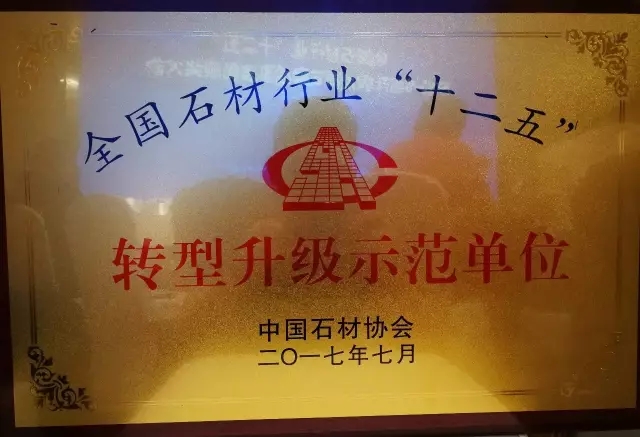 全国石材行业“十二五”
转型升级示范单位
中国石材协会
二〇一七年七月